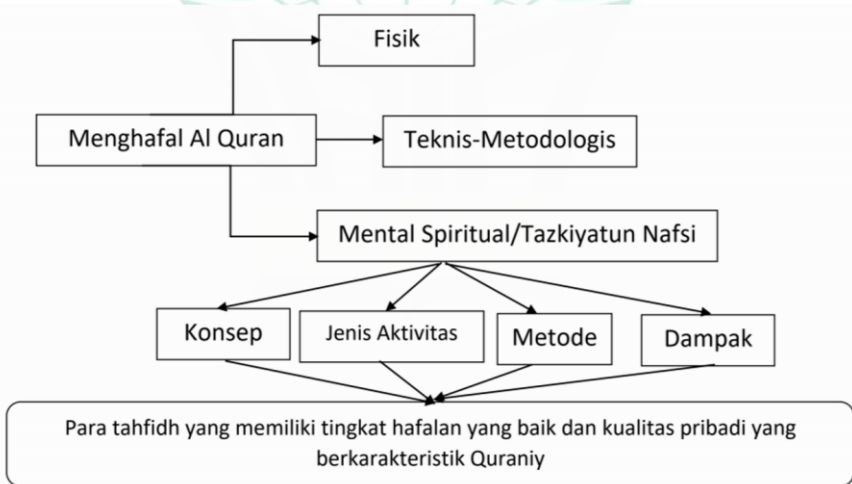 Fisik
Menghafal Al Quran
Teknis-Metodologis
Mental Spiritual/Tazkiyatun Nafsi
Konsep
Jenis Aktivitas
Metode
Dampak
Para tahfidh yang memiliki tingkat hafalan yang baik dan kualitas pribadi yang
berkarakteristik Quraniy